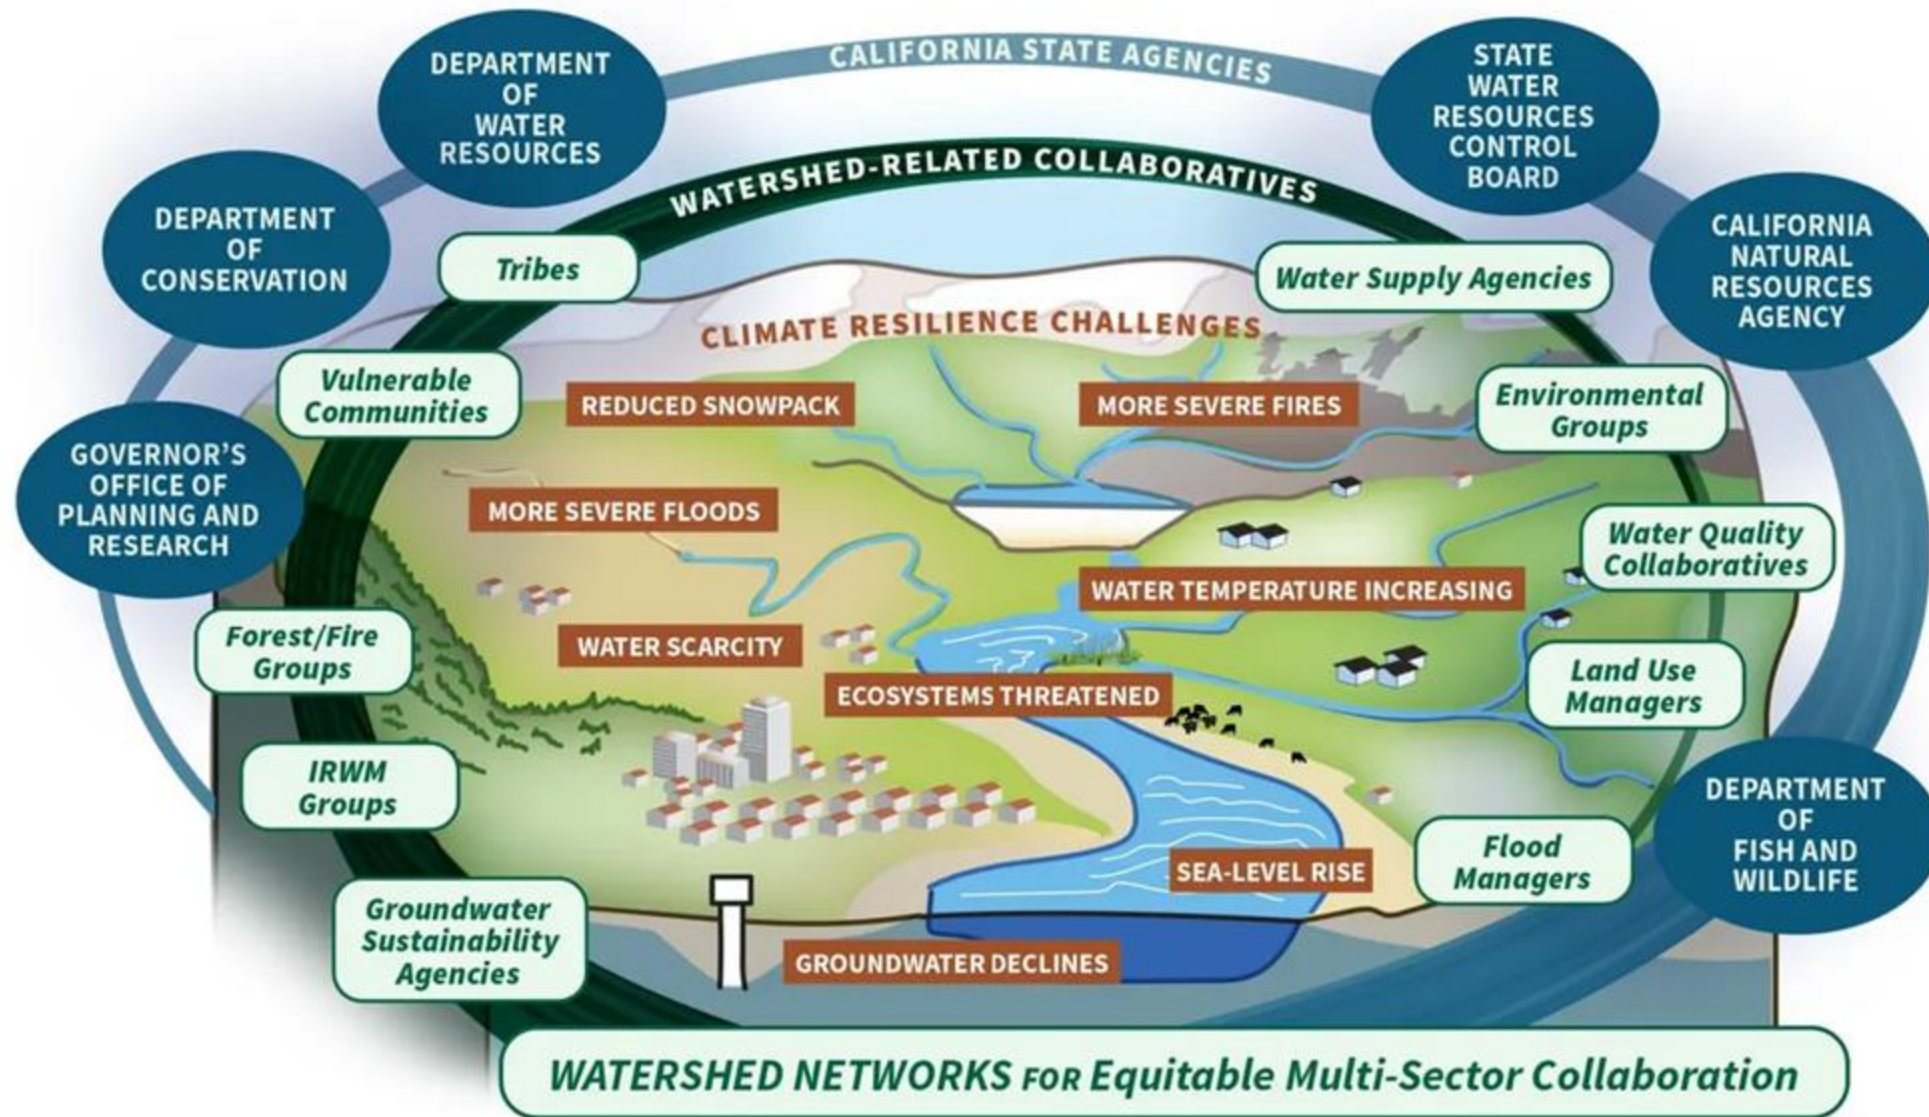 CALIFORNIA STATE AGENCIES
DEPARTMENT
OF
WATER
RESOURCES
STATE
WATER
RESOURCES
CONTROL
BOARD
DEPARTMENT
OF
CONSERVATION
CALIFORNIA
NATURAL
RESOURCES
AGENCY
GOVERNOR'S
OFFICE OF
PLANNING AND
RESEARCH
DEPARTMENT
OF
FISH AND
WILDLIFE
WATERSHED-RELATED COLLABORATIVES
Tribes
Water Supply Agencies
Vulnerable
Communities
Environmental
Groups
Water Quality
Collaboratives
Forest/Fire
Groups
Land Use
Managers
IRWM
Groups
Flood
Managers
Groundwater
Sustainability
Agencies
CLIMATE RESILIENCE CHALLENGES
REDUCED SNOWPACK
MORE SEVERE FIRES
MORE SEVERE FLOODS
WATER TEMPERATURE INCREASING
WATER SCARCITY
ECOSYSTEMS THREATENED
SEA-LEVEL RISE
GROUNDWATER DECLINES
WATERSHED NETWORKS FOR Equitable Multi-Sector Collaboration